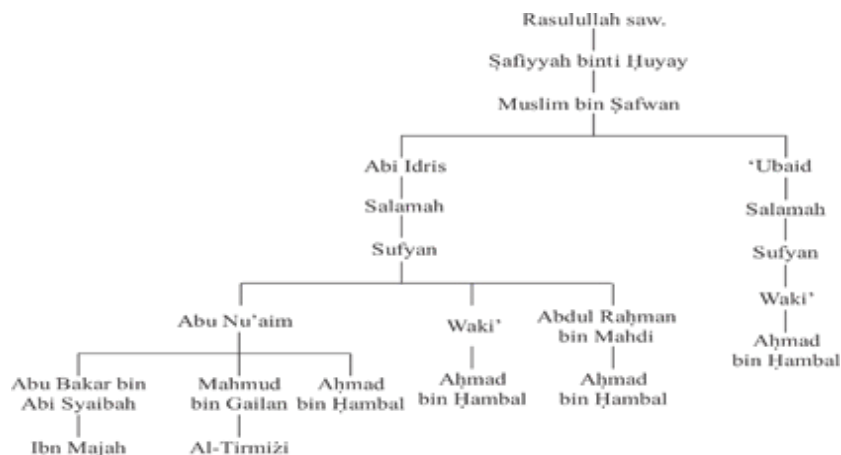 Rasulullah saw.
Ṣafiyyah binti Ḥuyay
Muslim bin Ṣafwan
Abi Idris
‘Ubaid
Salamah
Salamah
Sufyan
Sufyan
Abu Nu’aim
Waki’
Abdul Raḥman
bin Mahdi
Waki’
Aḥmad
bin Ḥambal
Abu Bakar bin
Abi Syaibah
Mahmud
bin Gailan
Aḥmad
bin Ḥambal
Aḥmad
bin Ḥambal
Aḥmad
bin Ḥambal
Ibn Majah
Al-Tirmiżi